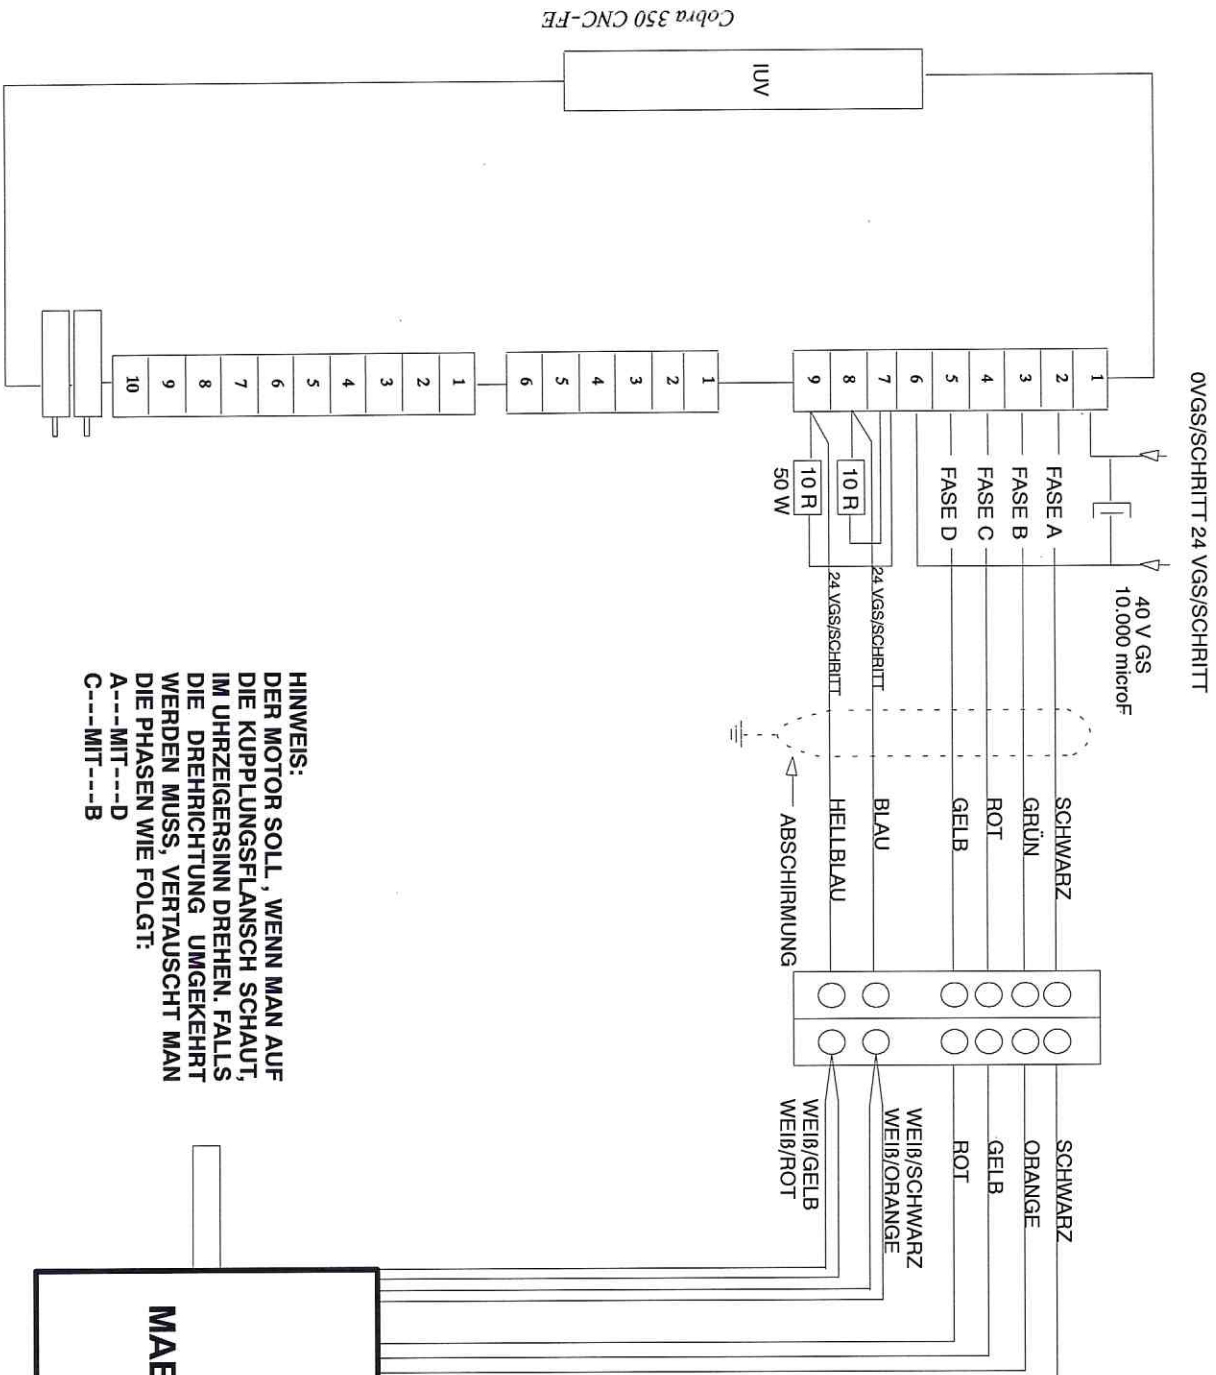 Cobra 350 CNC-FE
IUV
0VGS/SCHRITT 24 VGS/SCHRITT
40 V GS
10.000 microF
1
2
3
4
5
6
7
8
9
1
2
3
4
5
6
1
2
3
4
5
6
7
8
9
10
FASE A
FASE B
FASE C
FASE D
10 R
10 R
50 W
24 VGS/SCHRITT
24 VGS/SCHRITT
SCHWARZ
GRÜN
ROT
GELB
BLAU
HELLBLAU
ABSCHIRMUNG
SCHWARZ
ORANGE
GELB
ROT
WEIß/SCHWARZ
WEIß/ORANGE
WEIß/GELB
WEIß/ROT
HINWEIS:
DER MOTOR SOLL , WENN MAN AUF
DIE KUPPLUNGSFLANSCH SCHAUT,
IM UHRZEIGERSINN DREHEN. FALLS
DIE DREHRICHTUNG UMGEKEHRT
WERDEN MUSS, VERTAUSCHT MAN
DIE PHASEN WIE FOLGT:
A---MIT---D
C---MIT---B